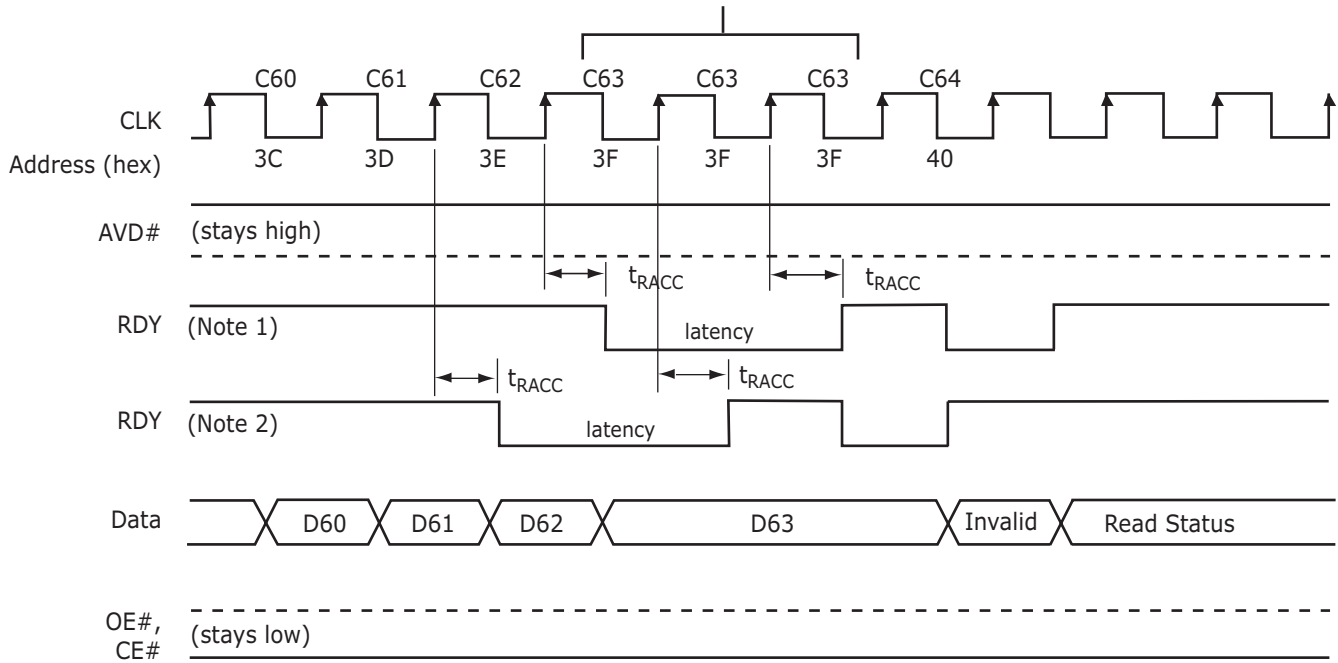 C60 C61 C62 C63 C63 C63 C64
CLK
Address (hex) 3C 3D 3E 3F 3F 3F 40
AVD# (stays high)
tRACC tRACC
RDY (Note 1) latency
tRACC tRACC
RDY (Note 2) latency
Data D60 D61 D62 D63 Invalid Read Status
OE#,
CE# (stays low)